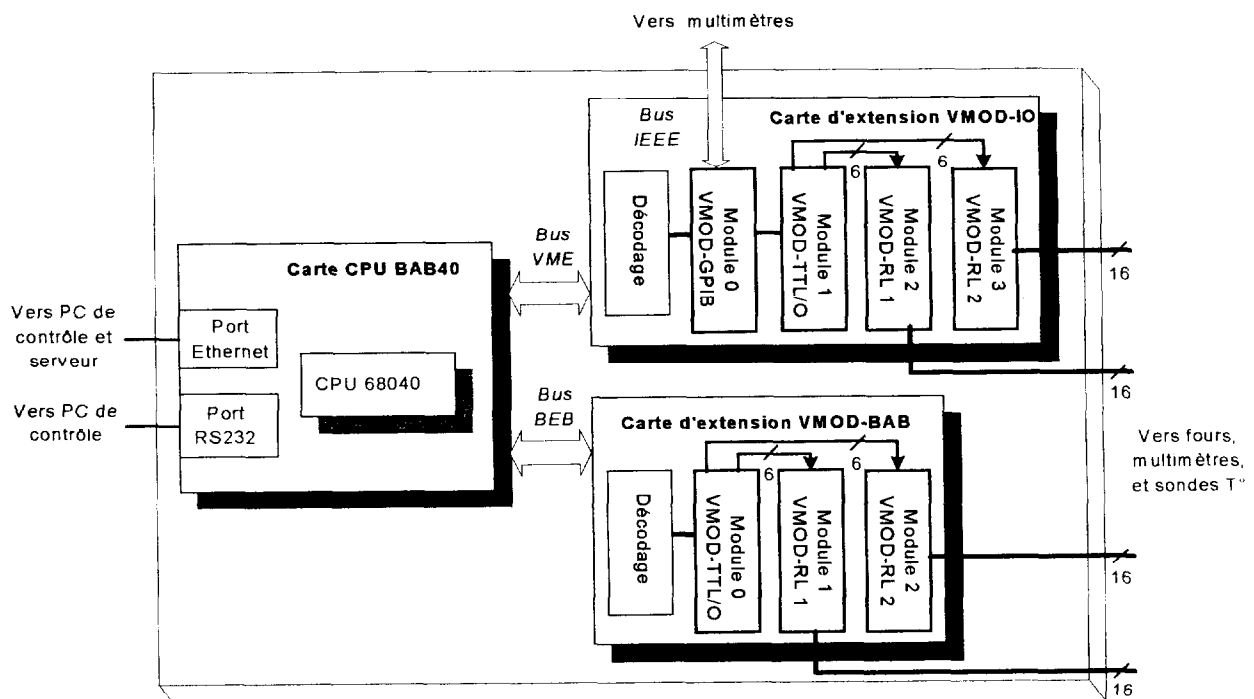 Vers multimètres
Bus
IEEE
Carte d'extension VMOD-IO
6
6
Décodage
Module 0
VMOD-GPIB
Module 1
VMOD-TTL/O
Module 2
VMOD-RL 1
Module 3
VMOD-RL 2
16
16
Bus
VME
Carte CPU BAB40
Vers PC de
contrôle et
serveur
Port
Ethernet
CPU 68040
Vers PC de
contrôle
Port
RS232
Bus
BEB
Carte d'extension VMOD-BAB
6
6
Décodage
Module 0
VMOD-TTL/O
Module 1
VMOD-RL 1
Module 2
VMOD-RL 2
Vers fours,
multimètres,
et sondes T°
16
16